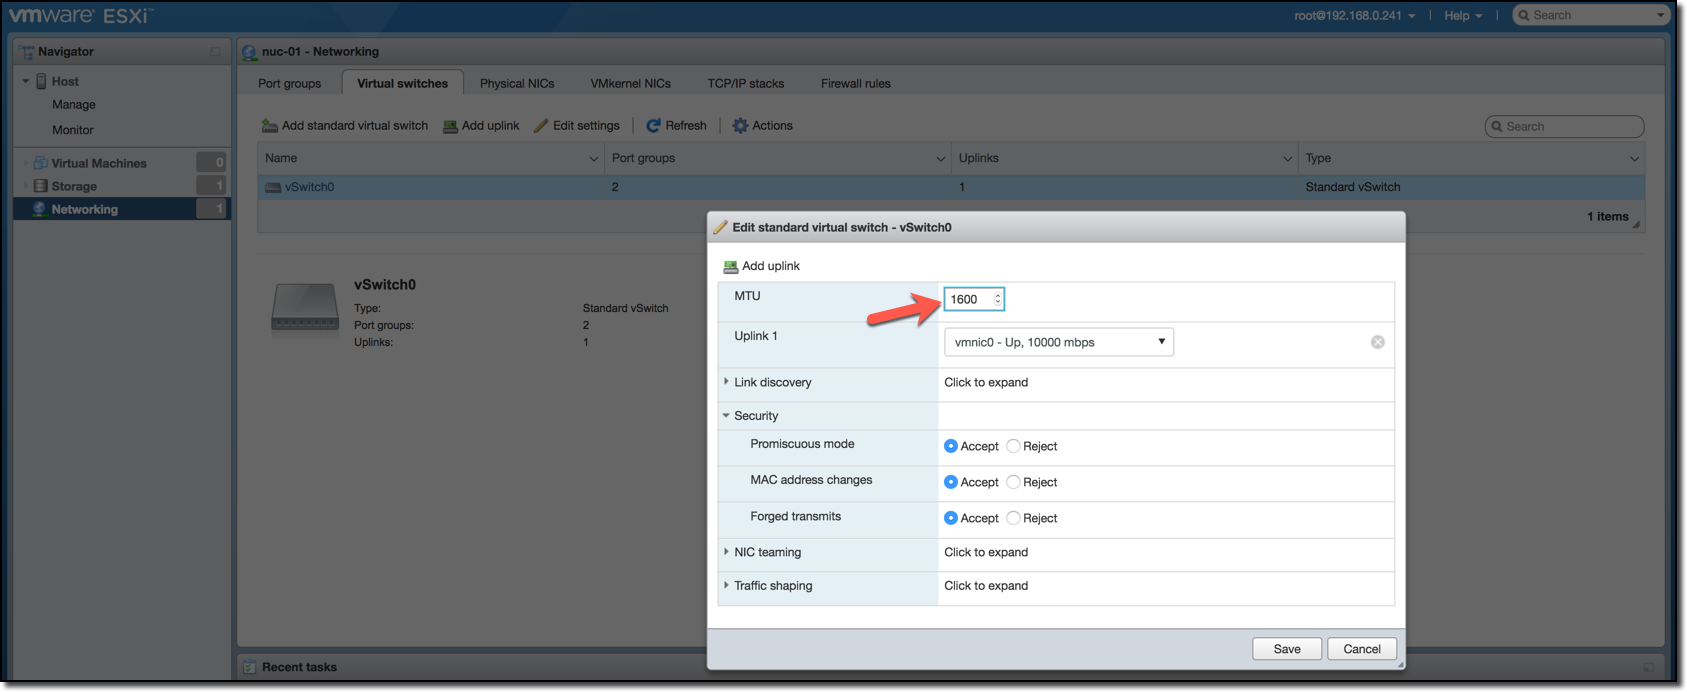 vmware ESXi™
root@192.168.0.241 | Help | Search
Navigator
Host
Manage
Monitor
Virtual Machines 0
Storage 1
Networking 1
nuc-01 - Networking
Port groups Virtual switches Physical NICs VMkernel NICs TCP/IP stacks Firewall rules
Add standard virtual switch Add uplink Edit settings | Refresh | Actions Search
Name Port groups Uplinks Type
vSwitch0 2 1 Standard vSwitch
1 items
vSwitch0
Type: Standard vSwitch
Port groups: 2
Uplinks: 1
Edit standard virtual switch - vSwitch0
Add uplink
MTU 1600
Uplink 1 vmnic0 - Up, 10000 mbps
Link discovery Click to expand
Security
Promiscuous mode Accept Reject
MAC address changes Accept Reject
Forged transmits Accept Reject
NIC teaming Click to expand
Traffic shaping Click to expand
Save Cancel
Recent tasks